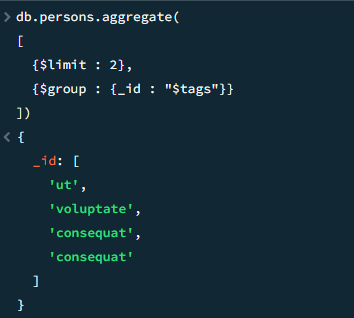 > db.persons.aggregate(
[
{$limit : 2},
{$group : {_id : "$tags"}}
])
< {
_id: [
'ut',
'voluptate',
'consequat',
'consequat'
]
}